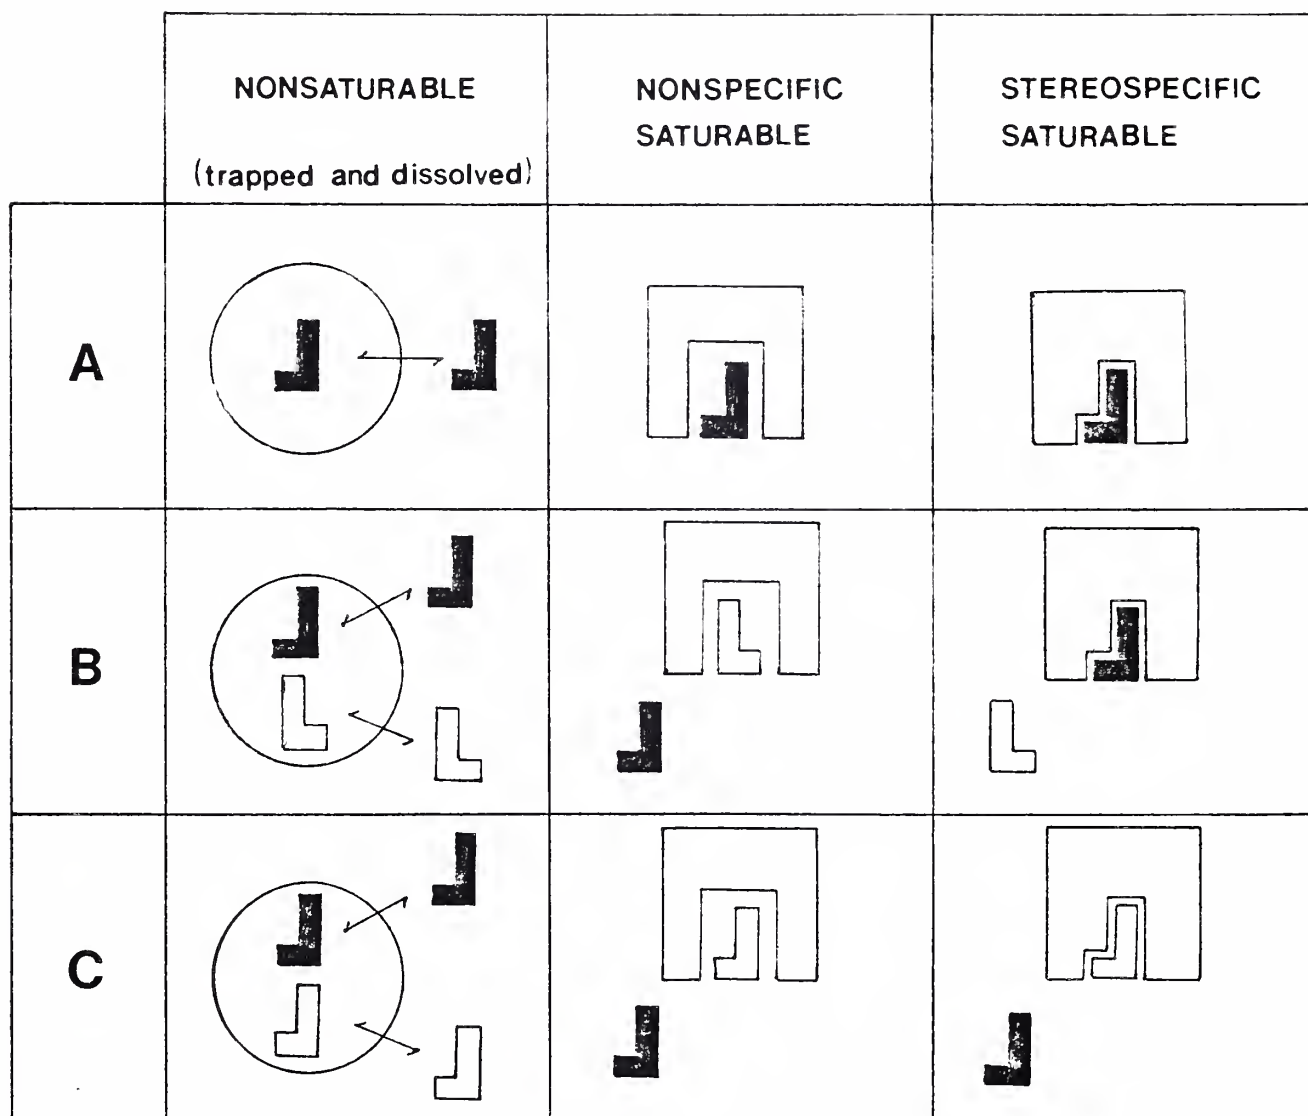 NONSATURABLE
(trapped and dissolved)
NONSPECIFIC
SATURABLE
STEREOSPECIFIC
SATURABLE
A
B
C